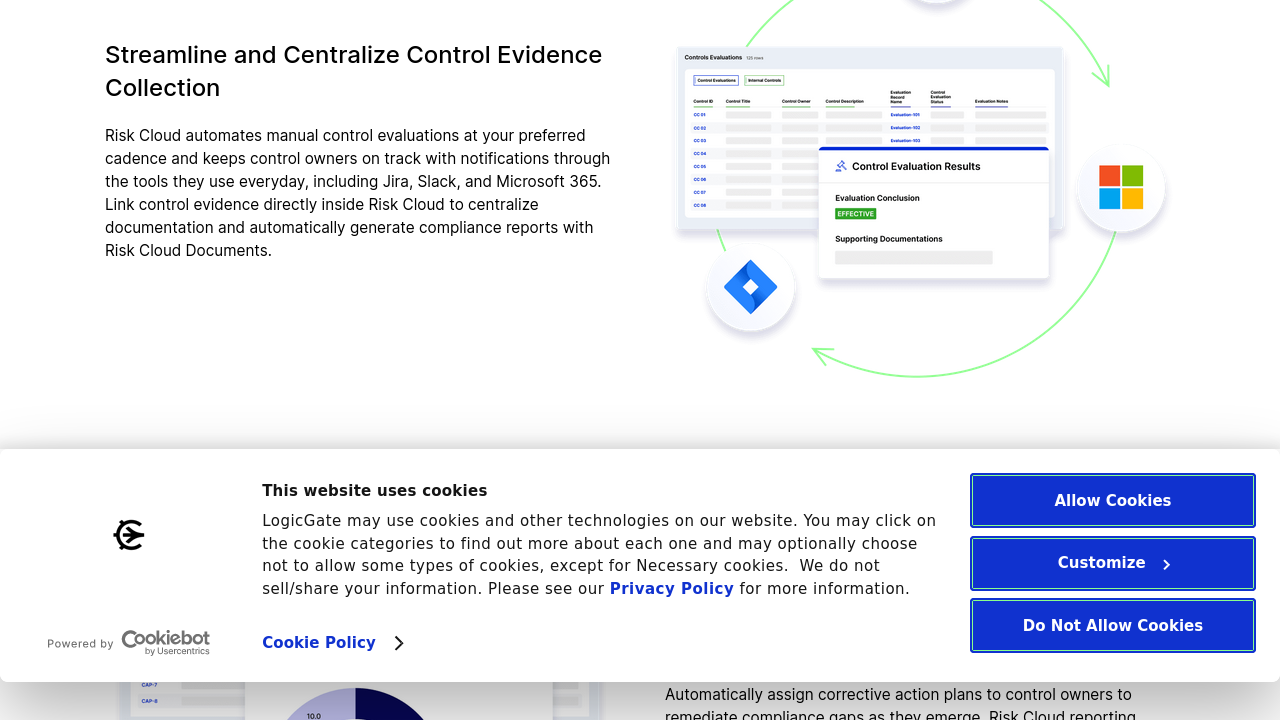 Streamline and Centralize Control Evidence
Collection
Risk Cloud automates manual control evaluations at your preferred
cadence and keeps control owners on track with notifications through
the tools they use everyday, including Jira, Slack, and Microsoft 365.
Link control evidence directly inside Risk Cloud to centralize
documentation and automatically generate compliance reports with
Risk Cloud Documents.
Controls Evaluations 125 rows
Control Evaluations Internal Controls
Control ID Control Title Control Owner Control Description Evaluation Record Name Control Evaluation Status Evaluation Notes
CC 01 Evaluation-101
CC 02 Evaluation-102
CC 03 Evaluation-103
CC 04
CC 05
CC 06
CC 07
CC 08
Control Evaluation Results
Evaluation Conclusion
EFFECTIVE
Supporting Documentations
This website uses cookies
LogicGate may use cookies and other technologies on our website. You may click on
the cookie categories to find out more about each one and may optionally choose
not to allow some types of cookies, except for Necessary cookies. We do not
sell/share your information. Please see our Privacy Policy for more information.
Cookie Policy
Powered by Cookiebot
by Usercentrics
Allow Cookies
Customize
Do Not Allow Cookies
CAP-7
CAP-8
10.0
Automatically assign corrective action plans to control owners to
remediate compliance gaps as they emerge. Risk Cloud reporting